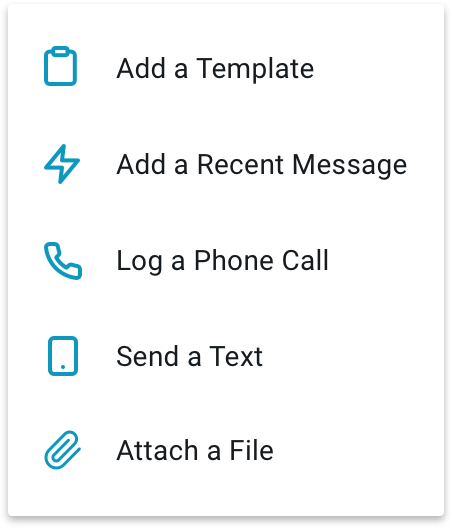 Add a Template
Add a Recent Message
Log a Phone Call
Send a Text
Attach a File